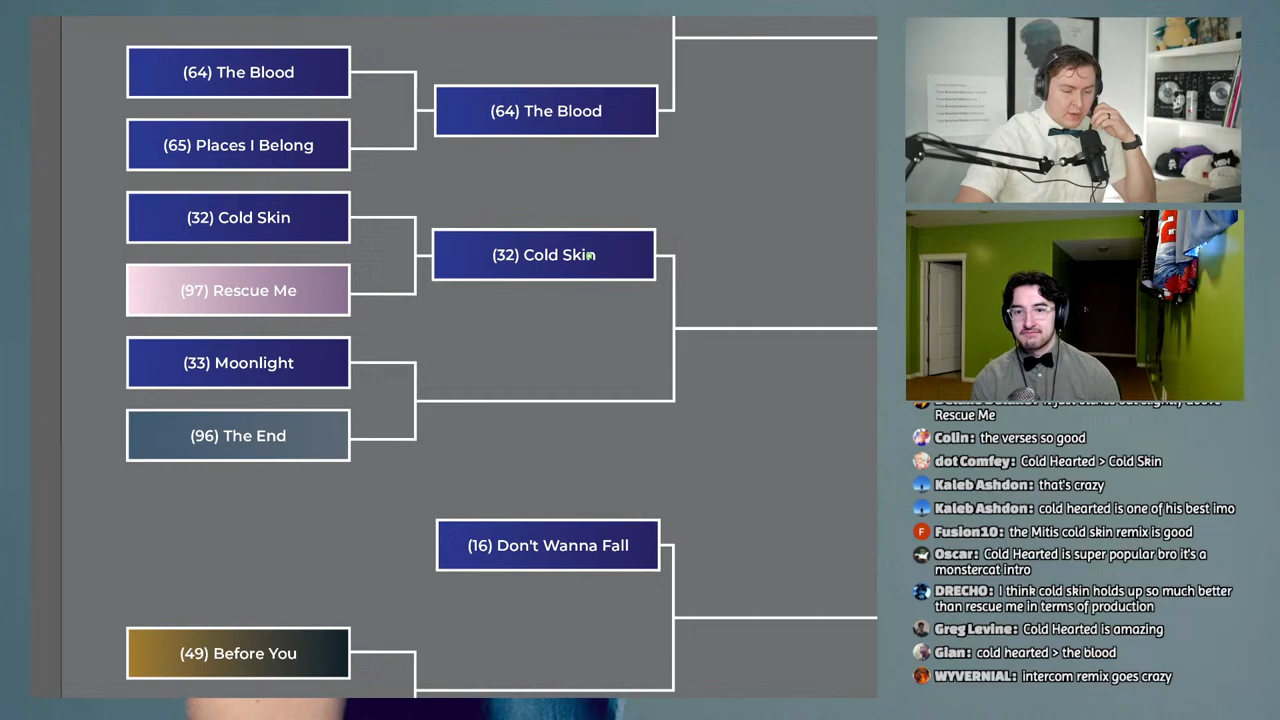 (64) The Blood
(65) Places I Belong
(64) The Blood
(32) Cold Skin
(97) Rescue Me
(32) Cold Skin
(33) Moonlight
(96) The End
(16) Don't Wanna Fall
(49) Before You
Rescue Me
Colin: the verses so good
dot Comfey: Cold Hearted > Cold Skin
Kaleb Ashdon: that's crazy
Kaleb Ashdon: cold hearted is one of his best imo
Fusion10: the Mitis cold skin remix is good
Oscar: Cold Hearted is super popular bro it's a
monstercat intro
DRECHO: I think cold skin holds up so much better
than rescue me in terms of production
Greg Levine: Cold Hearted is amazing
Gian: cold hearted > the blood
WYVERNIAL: intercom remix goes crazy